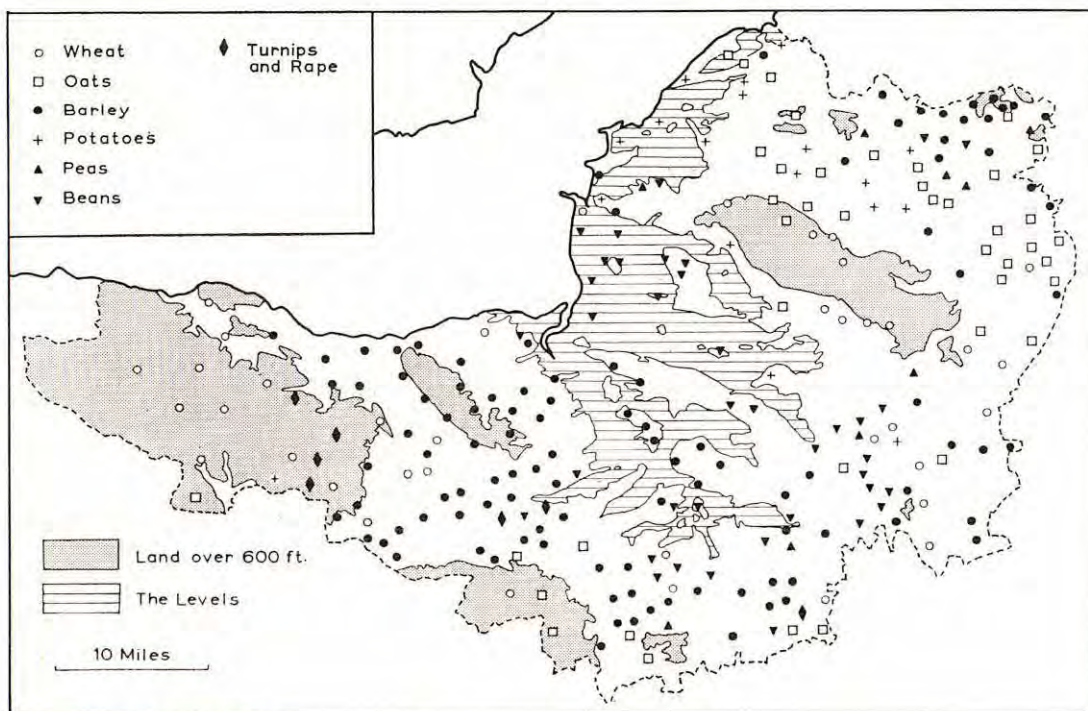 Wheat
Oats
Barley
Potatoes
Peas
Beans
Turnips
and Rape
Land over 600 ft.
The Levels
10 Miles